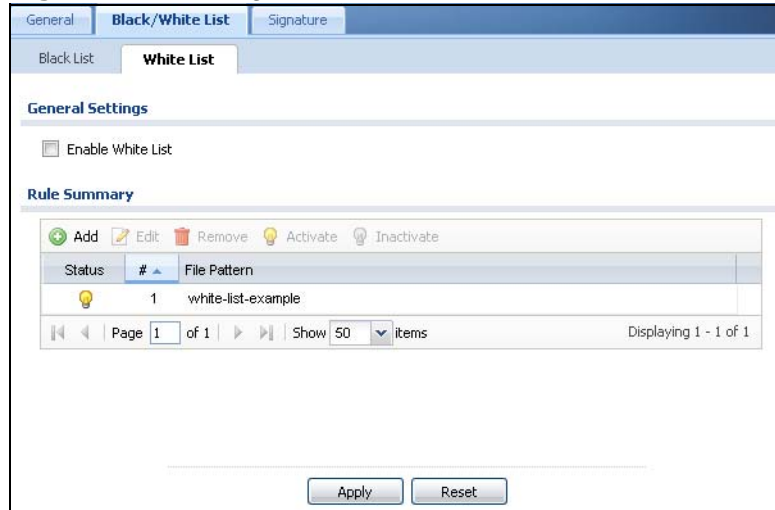 General Black/White List Signature
Black List White List
General Settings
Enable White List
Rule Summary
Add Edit Remove Activate Inactivate
Status # File Pattern
1 white-list-example
Page 1 of 1 Show 50 items Displaying 1 - 1 of 1
Apply Reset